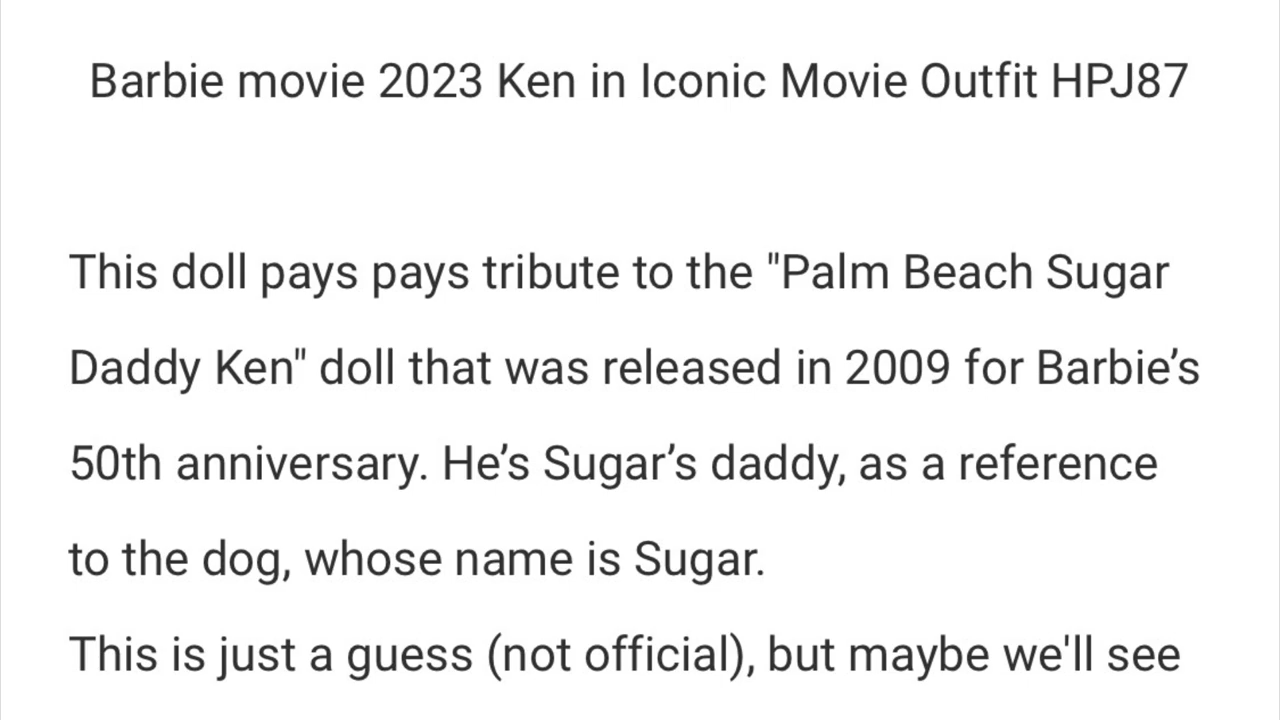 Barbie movie 2023 Ken in Iconic Movie Outfit HPJ87
This doll pays pays tribute to the "Palm Beach Sugar
Daddy Ken" doll that was released in 2009 for Barbie’s
50th anniversary. He’s Sugar’s daddy, as a reference
to the dog, whose name is Sugar.
This is just a guess (not official), but maybe we'll see